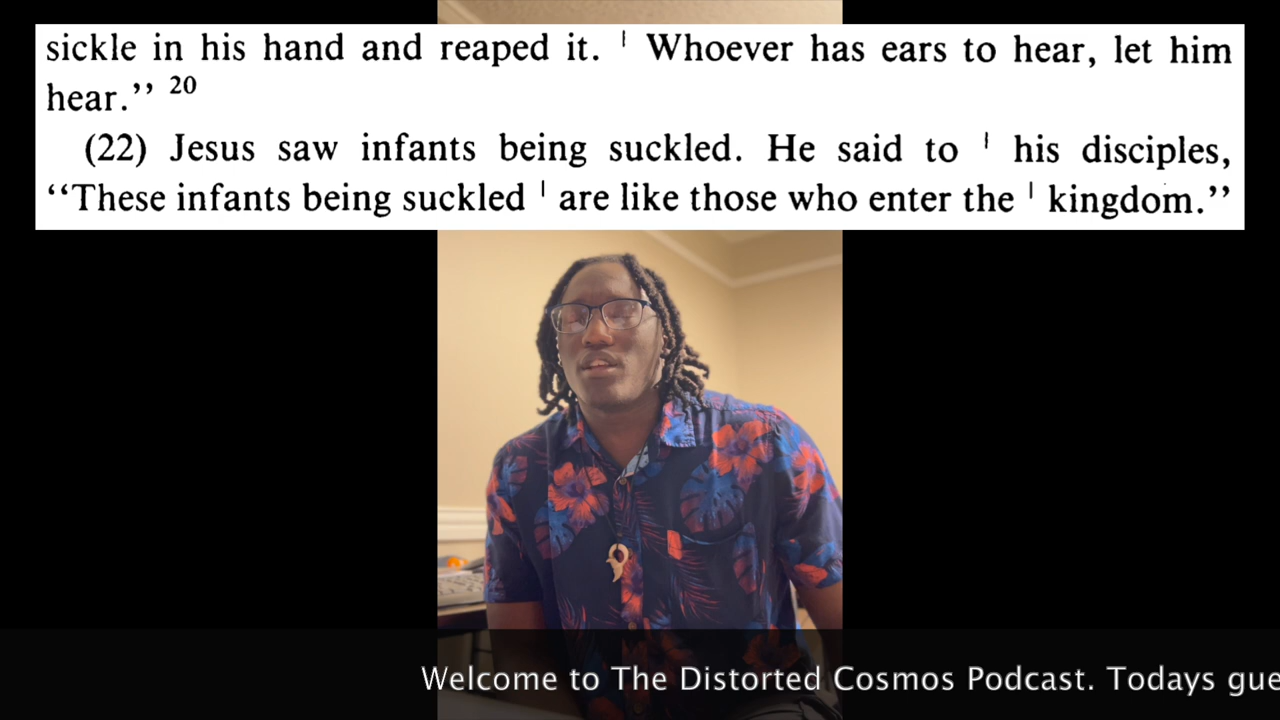 sickle in his hand and reaped it. ˡ Whoever has ears to hear, let him
hear.’’ 20
(22) Jesus saw infants being suckled. He said to ˡ his disciples,
‘‘These infants being suckled ˡ are like those who enter the ˡ kingdom.’’
Welcome to The Distorted Cosmos Podcast. Todays gue